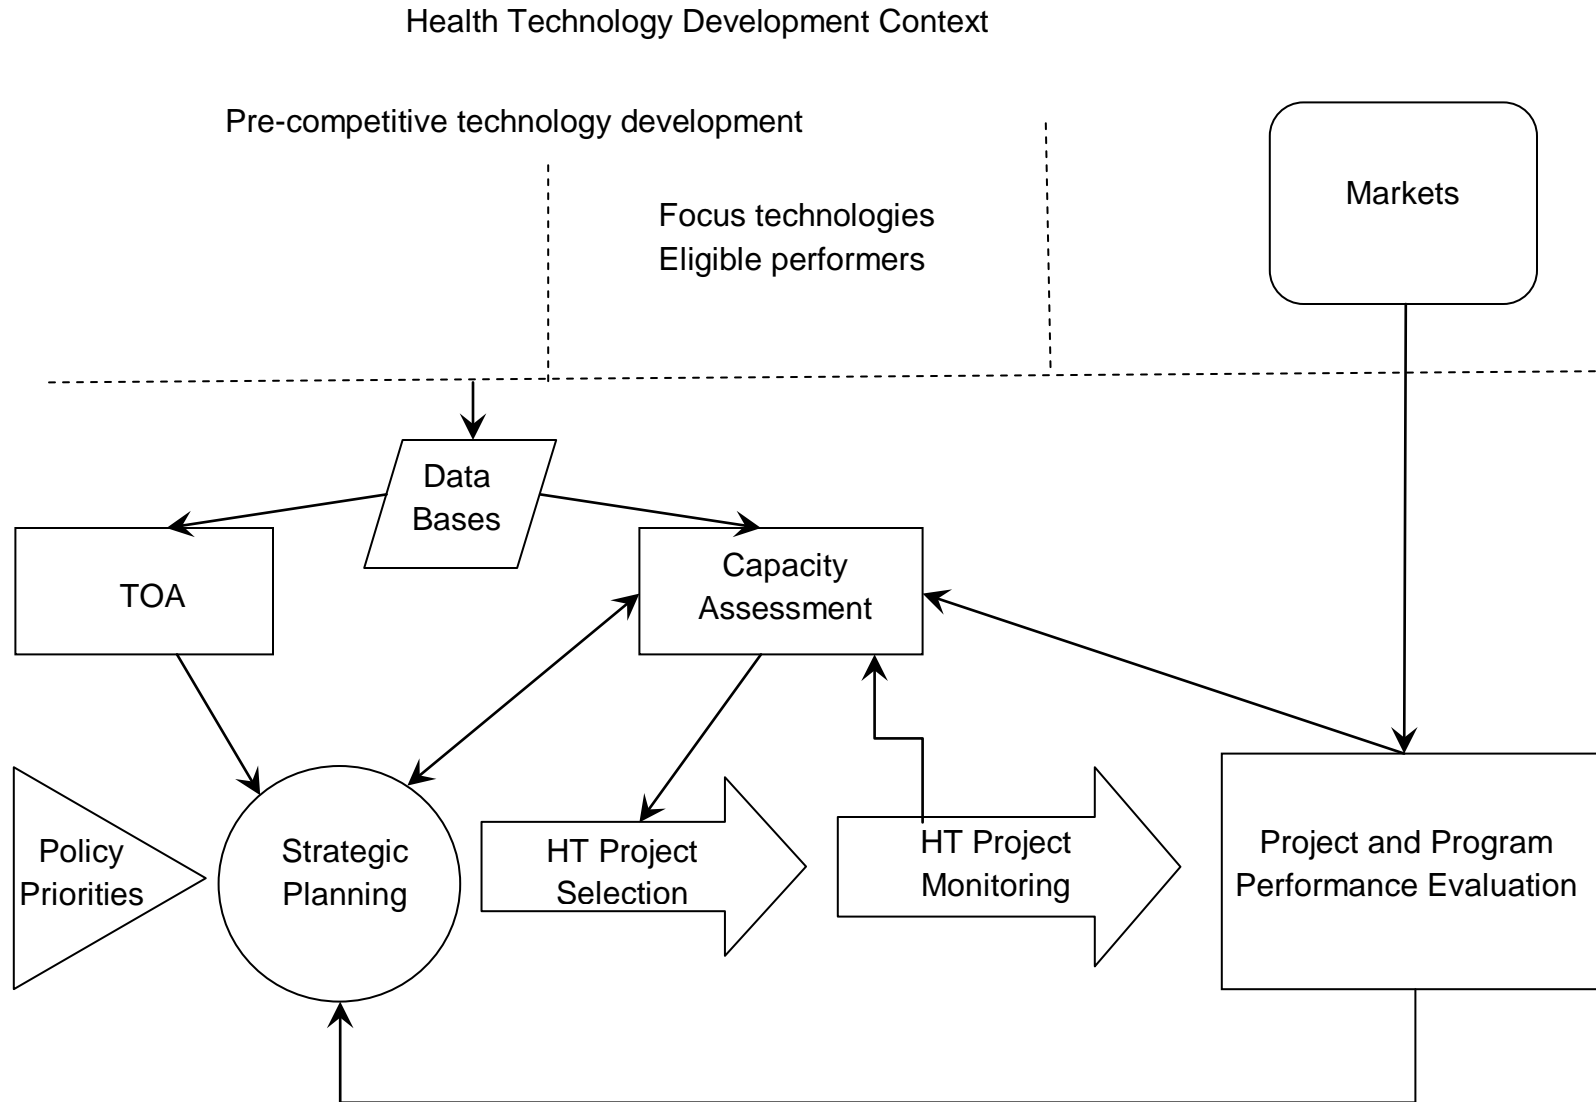 Health Technology Development Context
Pre-competitive technology development
Markets
Focus technologies
Eligible performers
Data
Bases
TOA
Capacity
Assessment
Policy
Priorities
Strategic
Planning
HT Project
Selection
HT Project
Monitoring
Project and Program
Performance Evaluation